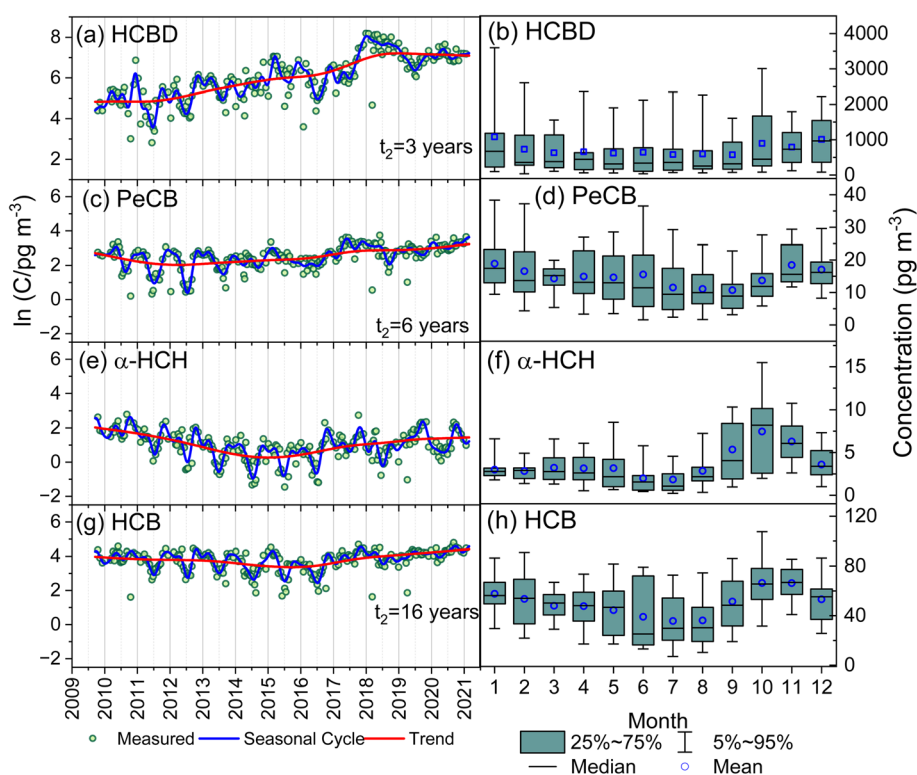 (a) HCBD
8
6
4
2
t₂=3 years
(b) HCBD
4000
3000
2000
1000
0
(c) PeCB
6
4
2
0
−2
t₂=6 years
(d) PeCB
40
30
20
10
0
(e) α-HCH
6
4
2
0
−2
(f) α-HCH
15
10
5
0
(g) HCB
6
4
2
0
−2
t₂=16 years
(h) HCB
120
80
40
0
ln (C/pg m⁻³)
Concentration (pg m⁻³)
2009 2010 2011 2012 2013 2014 2015 2016 2017 2018 2019 2020 2021
1 2 3 4 5 6 7 8 9 10 11 12
Month
Measured Seasonal Cycle Trend
25%~75% 5%~95%
Median Mean